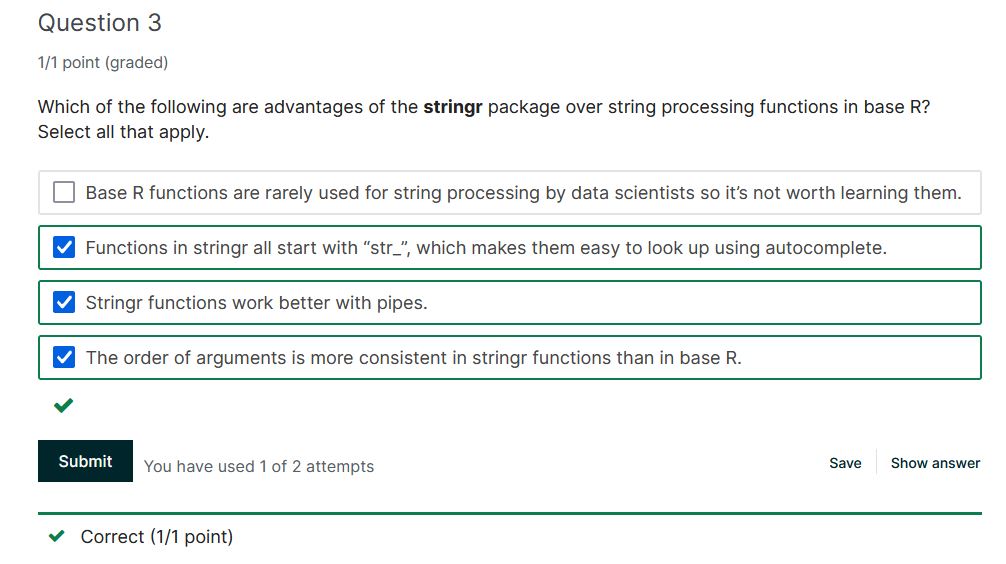 Question 3
1/1 point (graded)
Which of the following are advantages of the stringr package over string processing functions in base R?
Select all that apply.
Base R functions are rarely used for string processing by data scientists so it’s not worth learning them.
Functions in stringr all start with “str_”, which makes them easy to look up using autocomplete.
Stringr functions work better with pipes.
The order of arguments is more consistent in stringr functions than in base R.
Submit You have used 1 of 2 attempts Save Show answer
Correct (1/1 point)